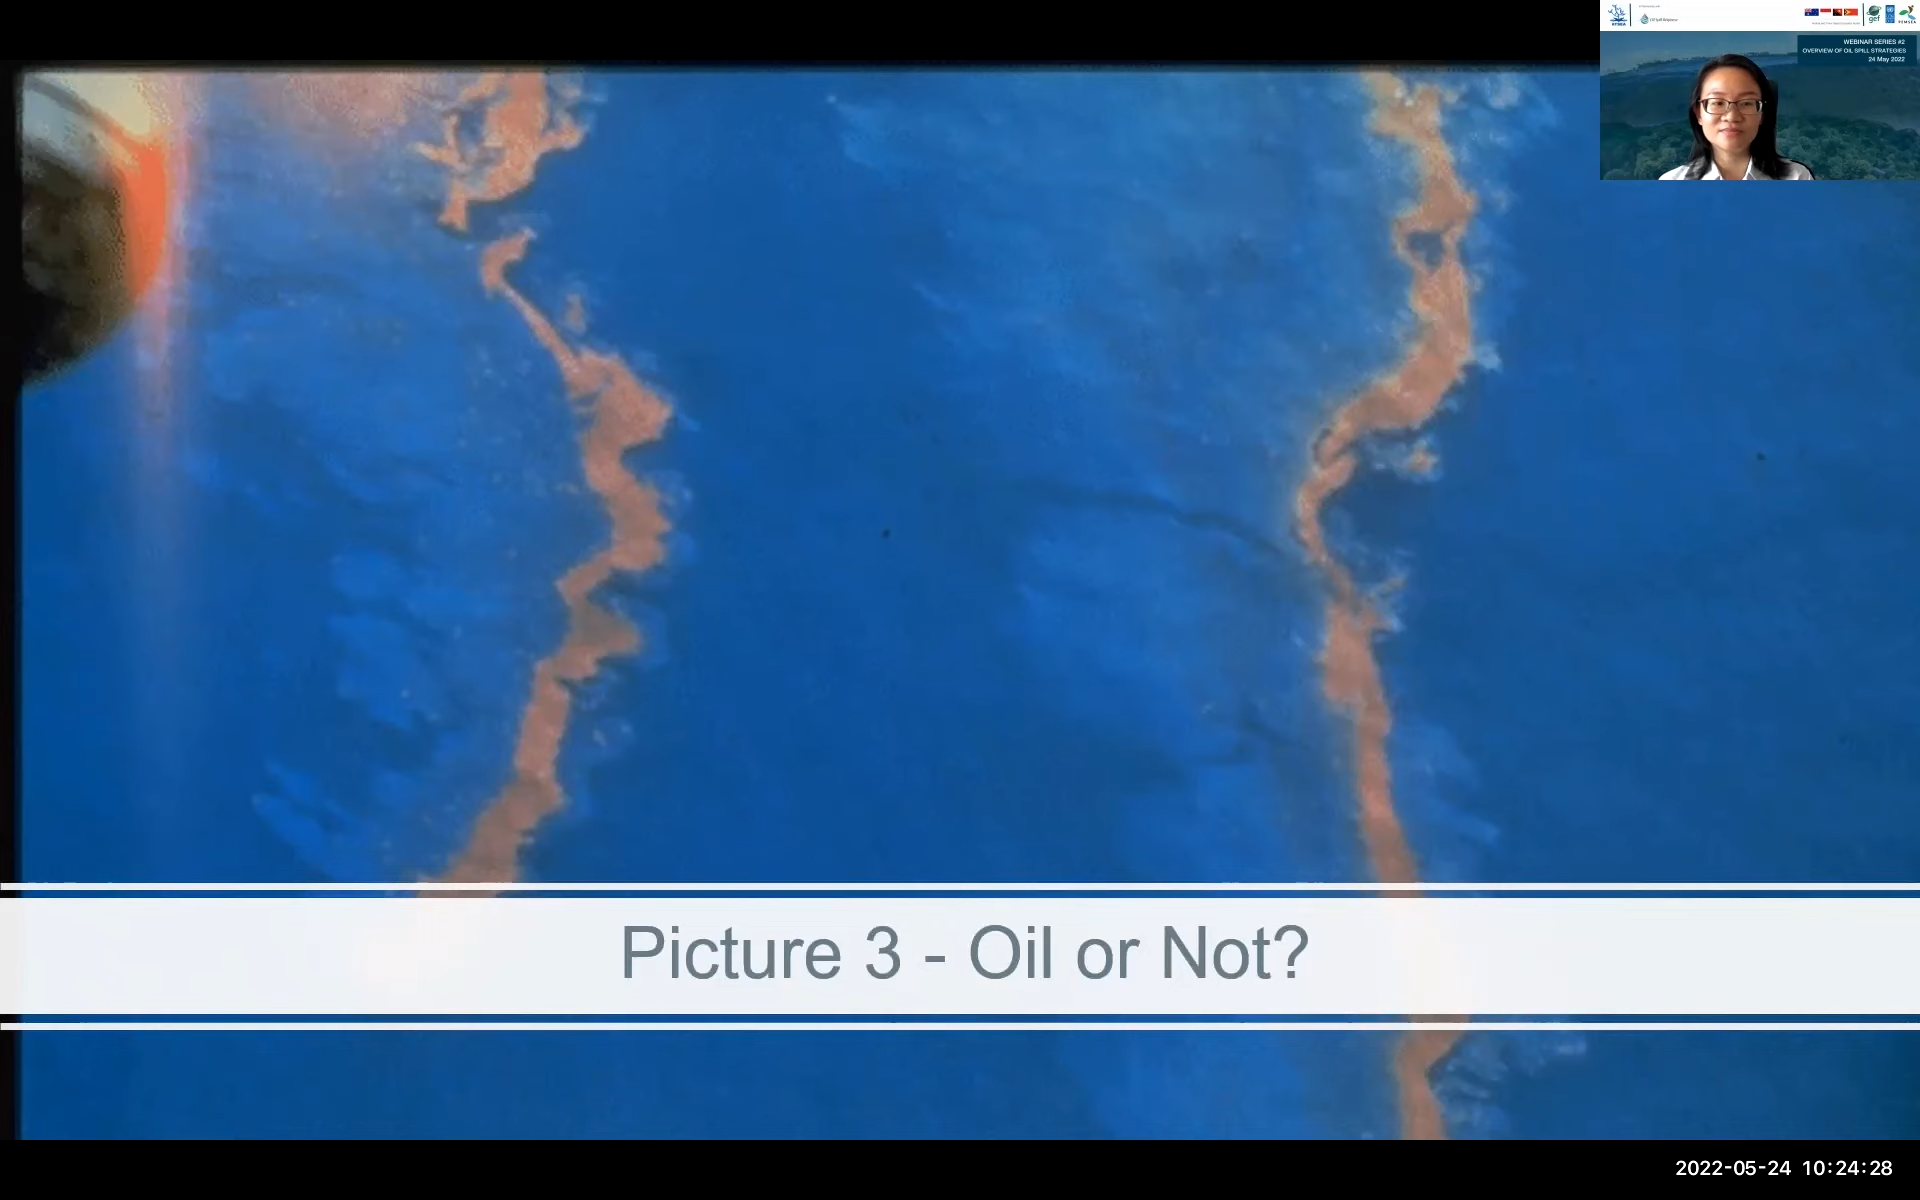 WEBINAR SERIES #2
OVERVIEW OF OIL SPILL STRATEGIES
24 May 2022
gef
Picture 3 - Oil or Not?
2022-05-24 10:24:28